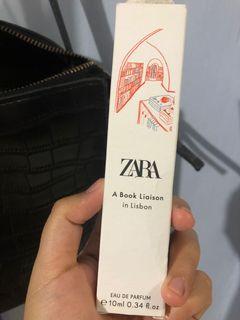 ZARA
A Book Liaison
in Lisbon
EAU DE PARFUM
℮ 10ml 0.34 fl.oz.